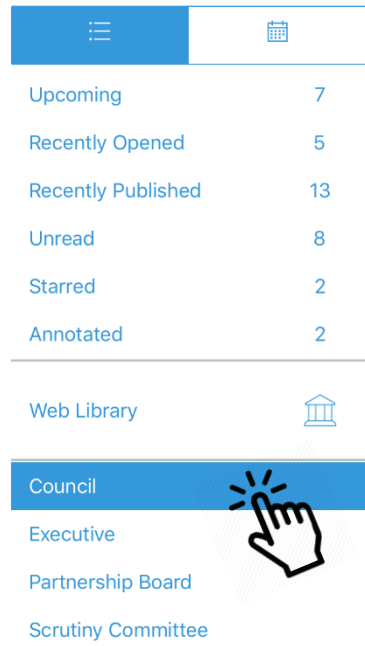 Upcoming 7
Recently Opened 5
Recently Published 13
Unread 8
Starred 2
Annotated 2
Web Library
Council
Executive
Partnership Board
Scrutiny Committee